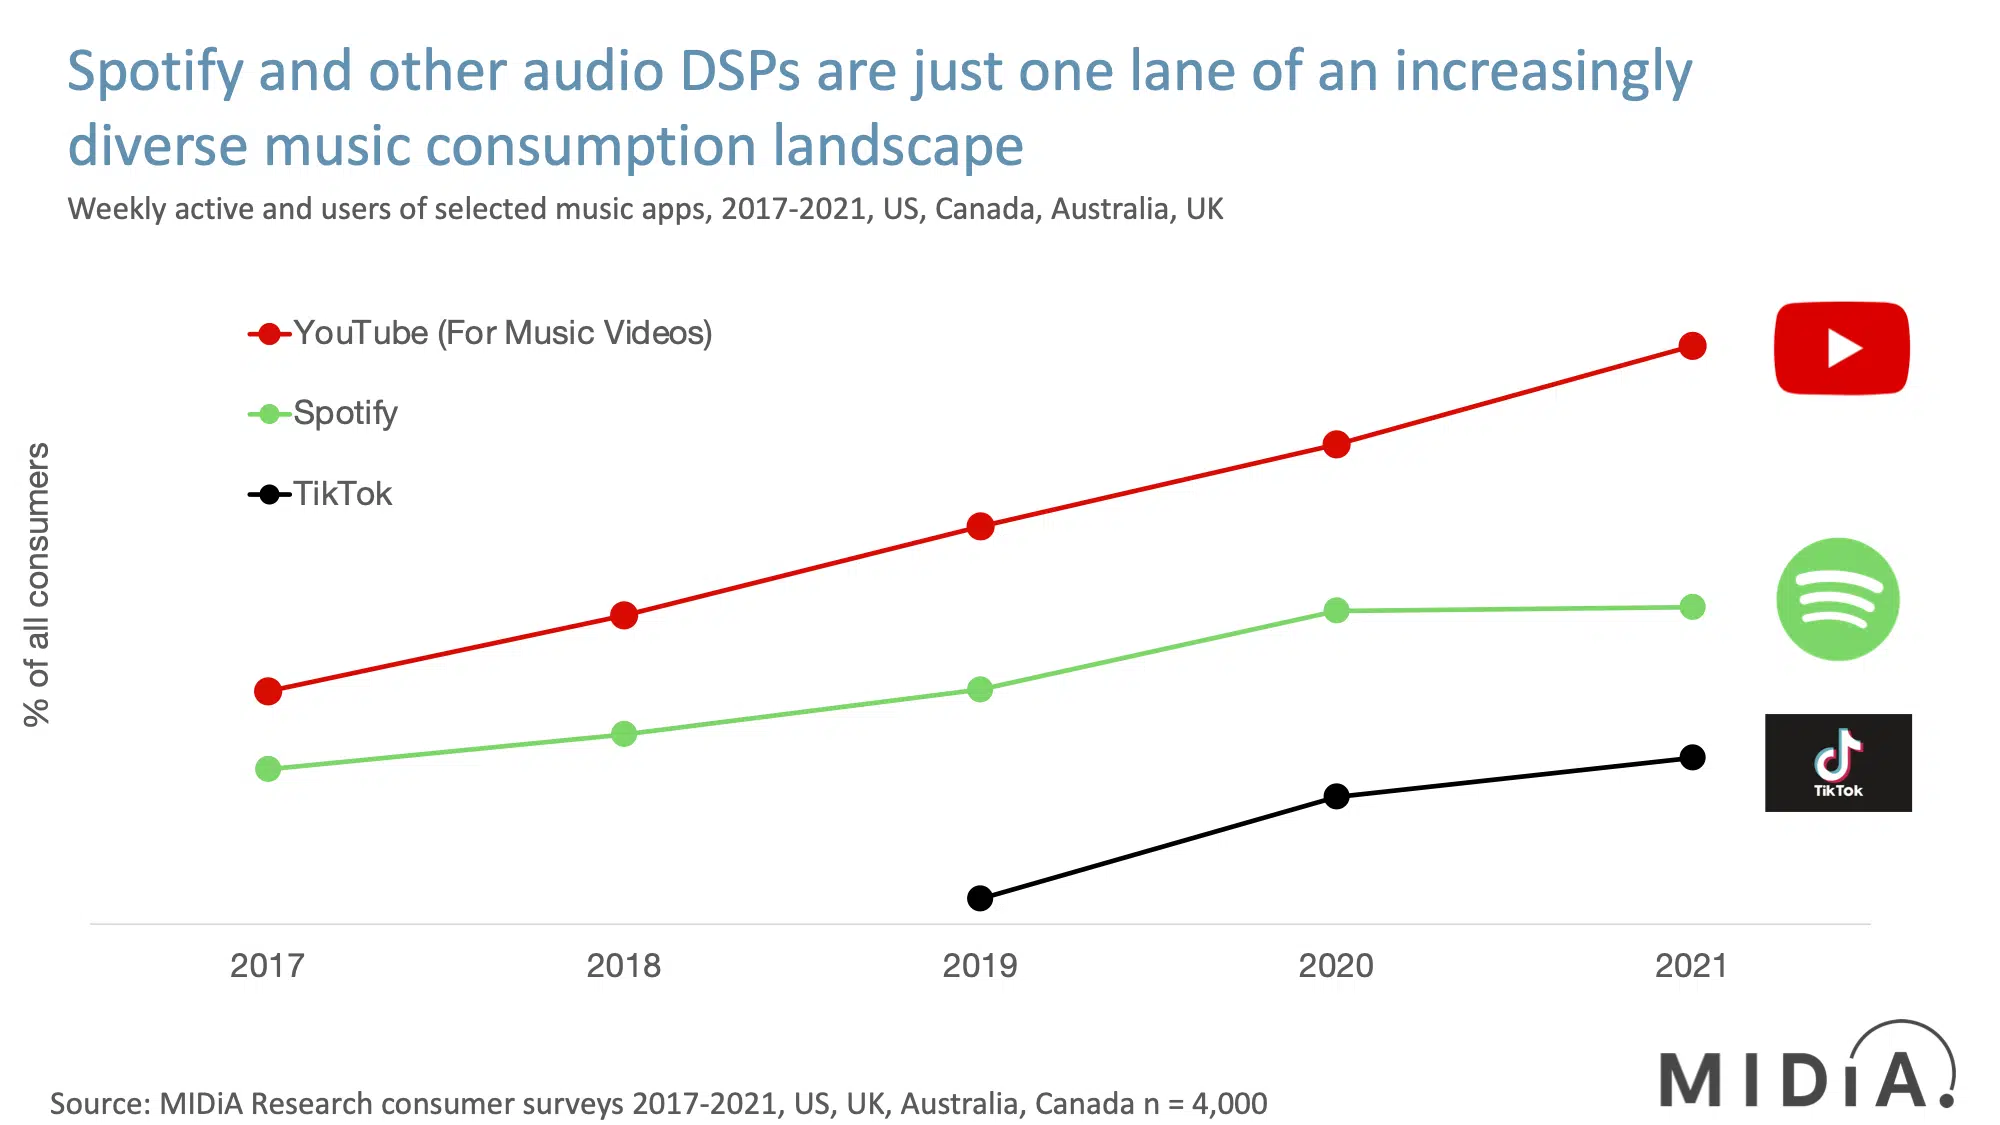 Spotify and other audio DSPs are just one lane of an increasingly
diverse music consumption landscape
Weekly active and users of selected music apps, 2017-2021, US, Canada, Australia, UK
YouTube (For Music Videos)
Spotify
TikTok
% of all consumers
TikTok
2017
2018
2019
2020
2021
MIDiA.
Source: MIDiA Research consumer surveys 2017-2021, US, UK, Australia, Canada n = 4,000